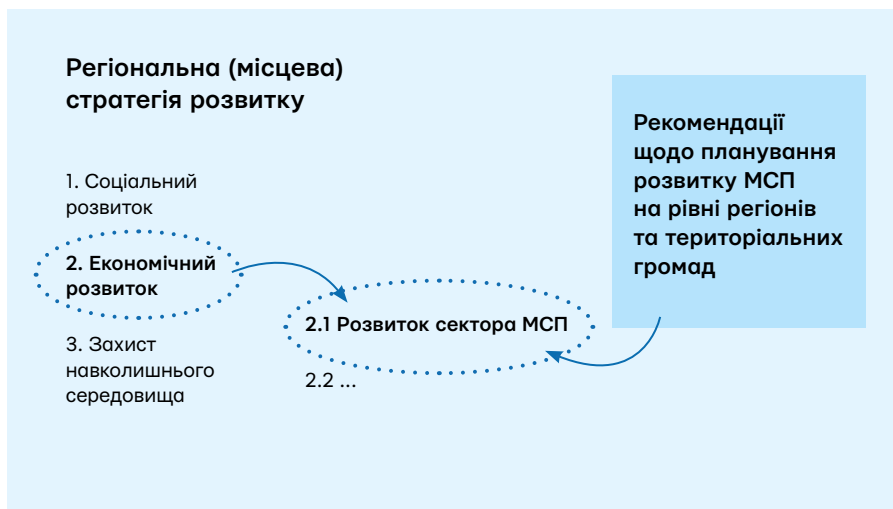 Регіональна (місцева)
стратегія розвитку
1. Соціальний
розвиток
2. Економічний
розвиток
3. Захист
навколишнього
середовища
2.1 Розвиток сектора МСП
2.2 ...
Рекомендації
щодо планування
розвитку МСП
на рівні регіонів
та територіальних
громад